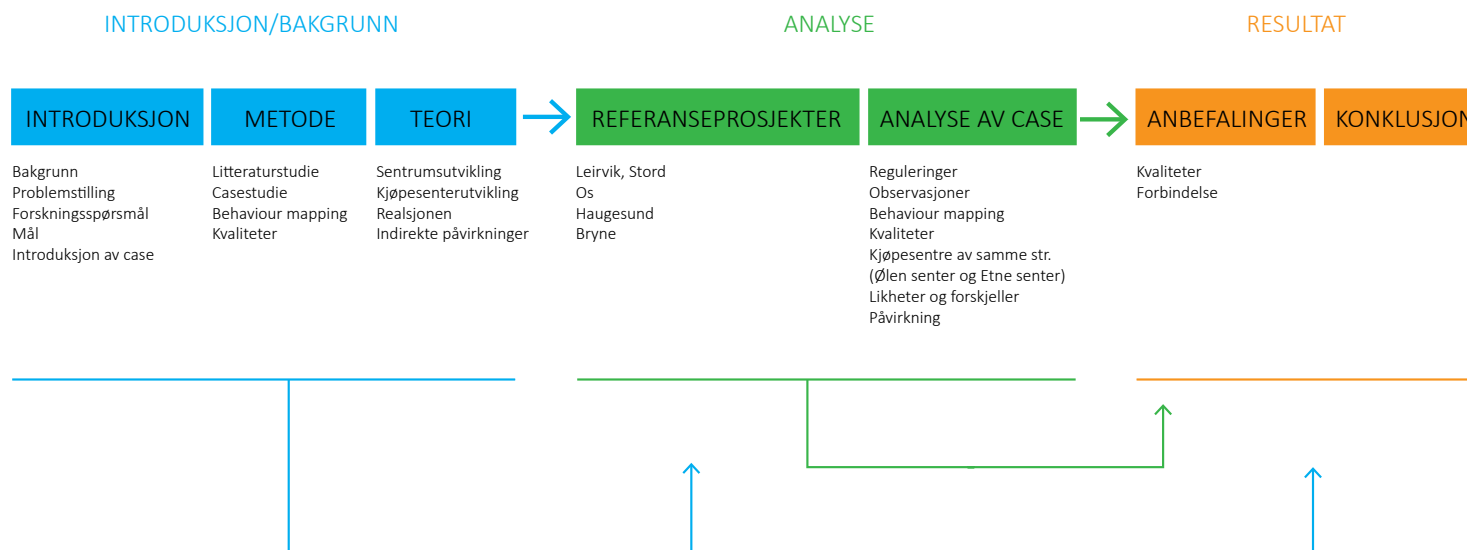 INTRODUKSJON/BAKGRUNN
ANALYSE
RESULTAT
INTRODUKSJON
METODE
TEORI
REFERANSEPROSJEKTER
ANALYSE AV CASE
ANBEFALINGER
KONKLUSJON
Bakgrunn
Problemstilling
Forskningsspørsmål
Mål
Introduksjon av case
Litteraturstudie
Casestudie
Behaviour mapping
Kvaliteter
Sentrumsutvikling
Kjøpesenterutvikling
Realsjonen
Indirekte påvirkninger
Leirvik, Stord
Os
Haugesund
Bryne
Reguleringer
Observasjoner
Behaviour mapping
Kvaliteter
Kjøpesentre av samme str.
(Ølen senter og Etne senter)
Likheter og forskjeller
Påvirkning
Kvaliteter
Forbindelse